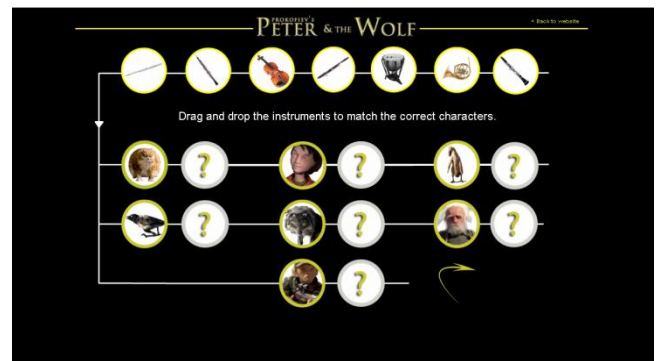 PROKOFIEV'S
PETER & THE WOLF
< Back to website
Drag and drop the instruments to match the correct characters.
? ? ?
? ? ?
?